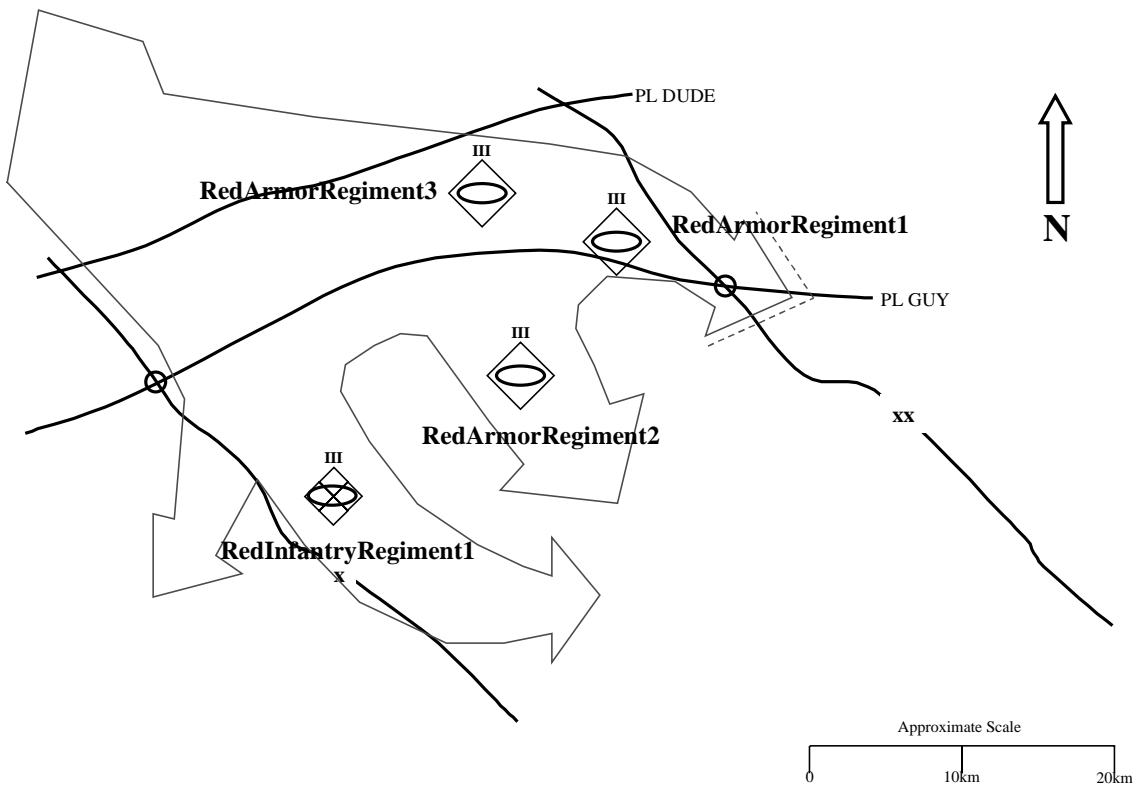 PL DUDE
III
RedArmorRegiment3
III
RedArmorRegiment1
N
PL GUY
III
RedArmorRegiment2
xx
III
RedInfantryRegiment1
x
Approximate Scale
0 10km 20km